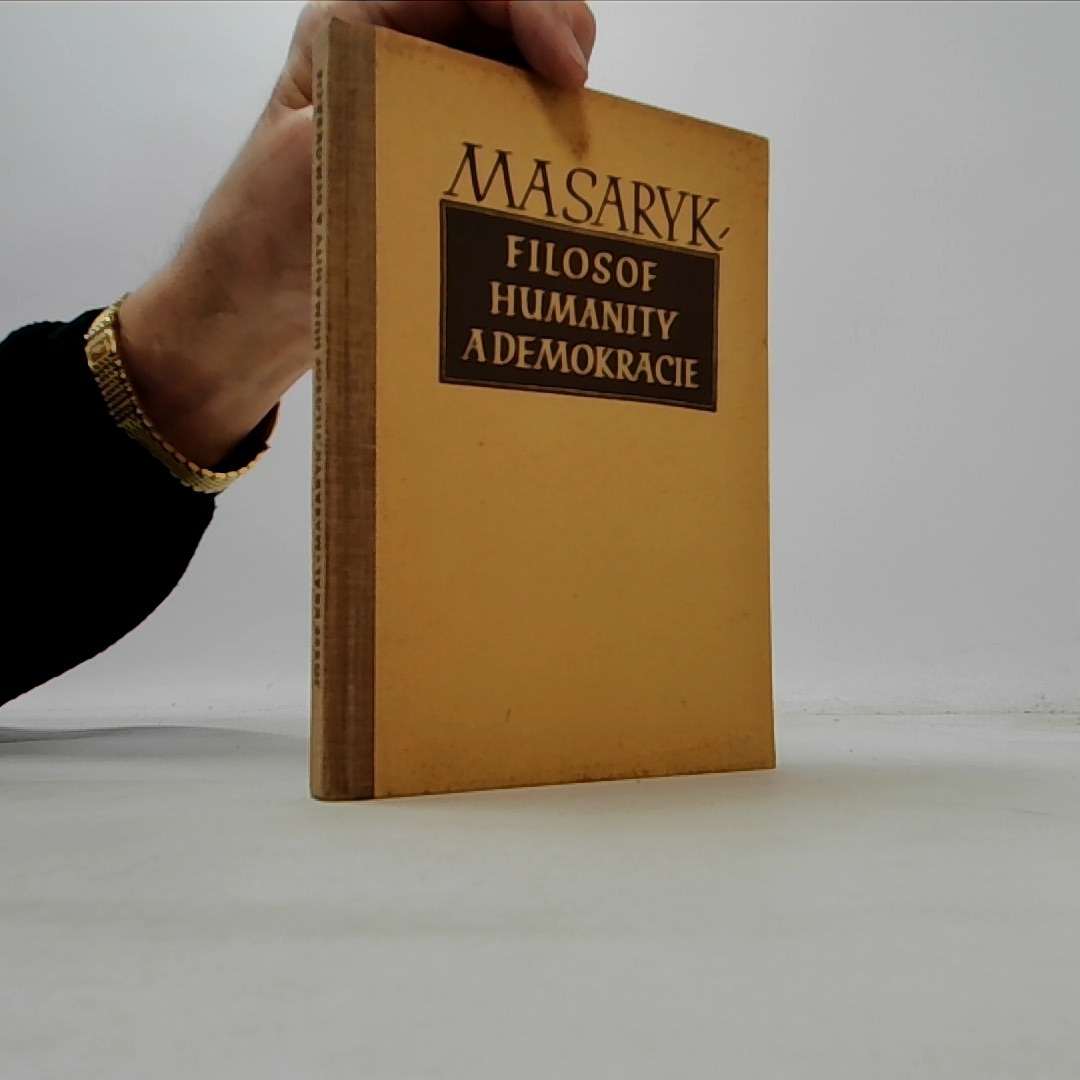 MASARYK,
FILOSOF
HUMANITY
A DEMOKRACIE